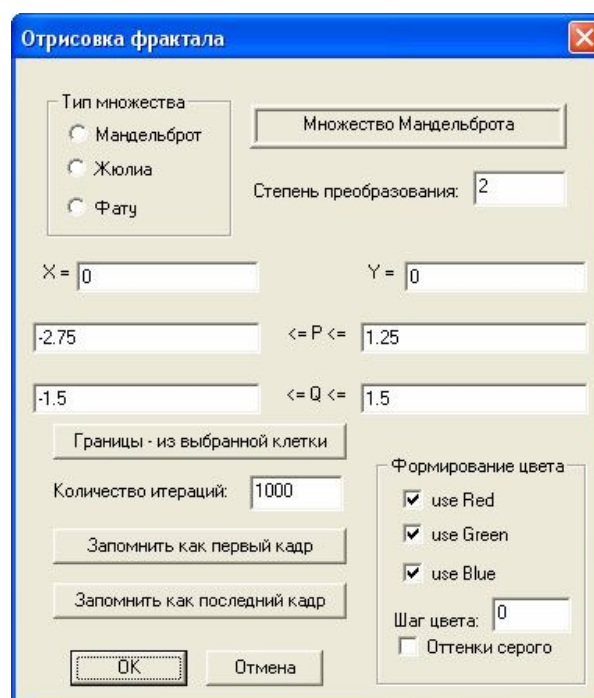 Отрисовка фрактала
Тип множества
Мандельброт
Жюлиа
Фату
Множество Мандельброта
Степень преобразования: 2
X = 0
Y = 0
-2.75 <= P <= 1.25
-1.5 <= Q <= 1.5
Границы - из выбранной клетки
Количество итераций: 1000
Запомнить как первый кадр
Запомнить как последний кадр
Формирование цвета
use Red
use Green
use Blue
Шаг цвета: 0
Оттенки серого
OK
Отмена